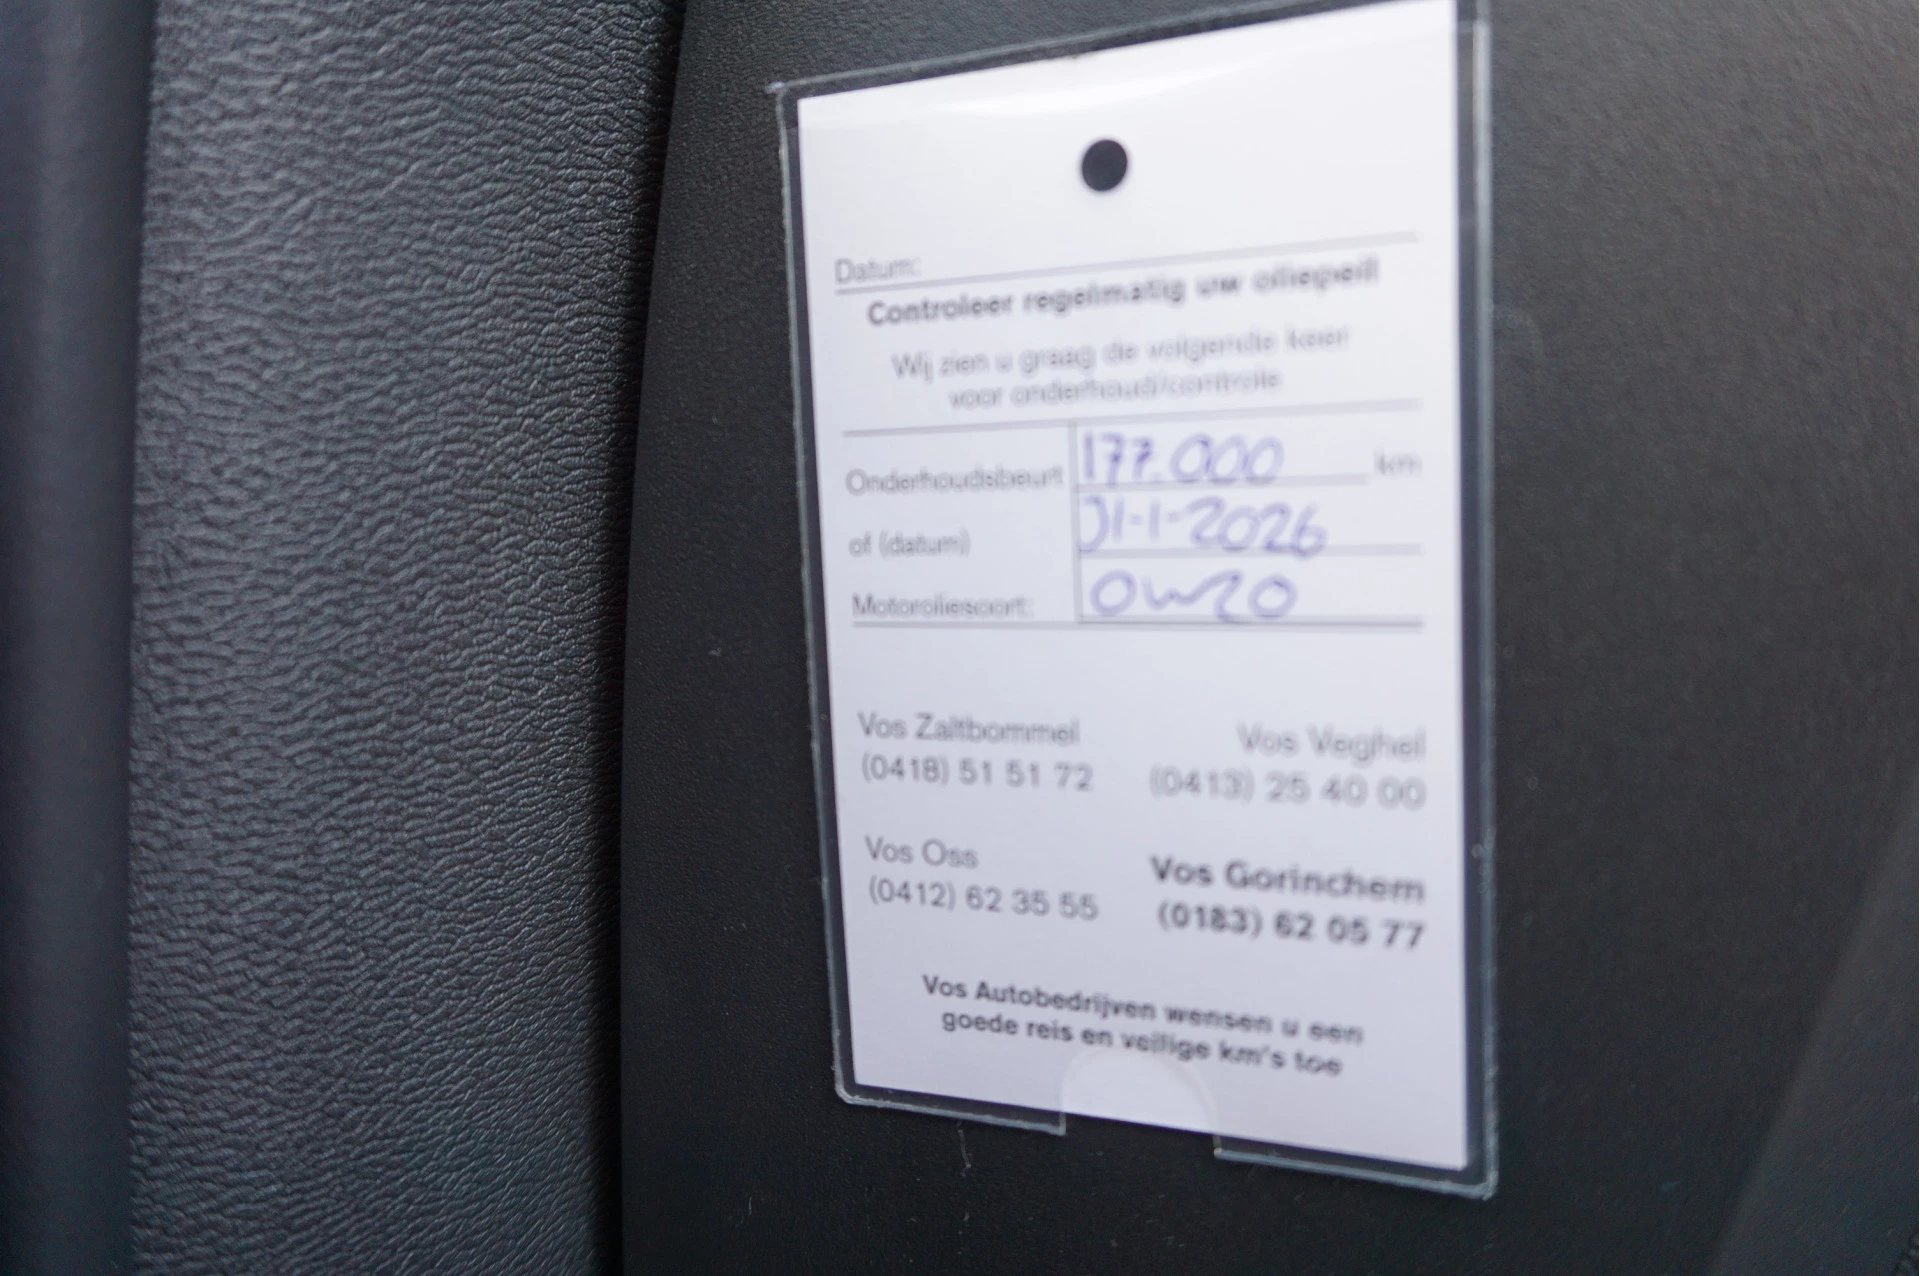 Datum:
Controleer regelmatig uw oliepeil
Wij zien u graag de volgende keer
voor onderhoud/controle
Onderhoudsbeurt 177.000 km
of (datum) 31-1-2026
Motoroliesoort: 0W20
Vos Zaltbommel
(0418) 51 51 72
Vos Veghel
(0413) 25 40 00
Vos Oss
(0412) 62 35 55
Vos Gorinchem
(0183) 62 05 77
Vos Autobedrijven wensen u een
goede reis en veilige km's toe